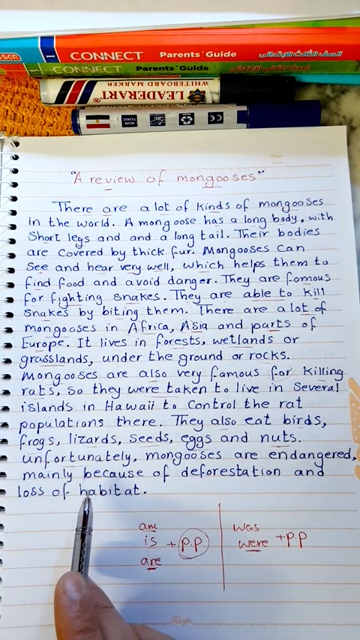 1 CONNECT Parents' Guide
CONNECT Parents' Guide
WHITEBOARD MARKER
LEADERART
"A review of mongooses"
There are a lot of kinds of mongooses
in the world. A mongoose has a long body, with
short legs and and a long tail. Their bodies
are covered by thick fur. Mongooses can
see and hear very well, which helps them to
find food and avoid danger. They are famous
for fighting snakes. They are able to kill
snakes by biting them. There are a lot of
mongooses in Africa, Asia and parts of
Europe. It lives in forests, wetlands or
grasslands, under the ground or rocks.
Mongooses are also very famous for killing
rats, so they were taken to live in several
islands in Hawaii to control the rat
populations there. They also eat birds,
frogs, lizards, seeds, eggs and nuts.
unfortunately, mongooses are endangered,
mainly because of deforestation and
loss of habitat.
am
is + pp
are
was
were + pp